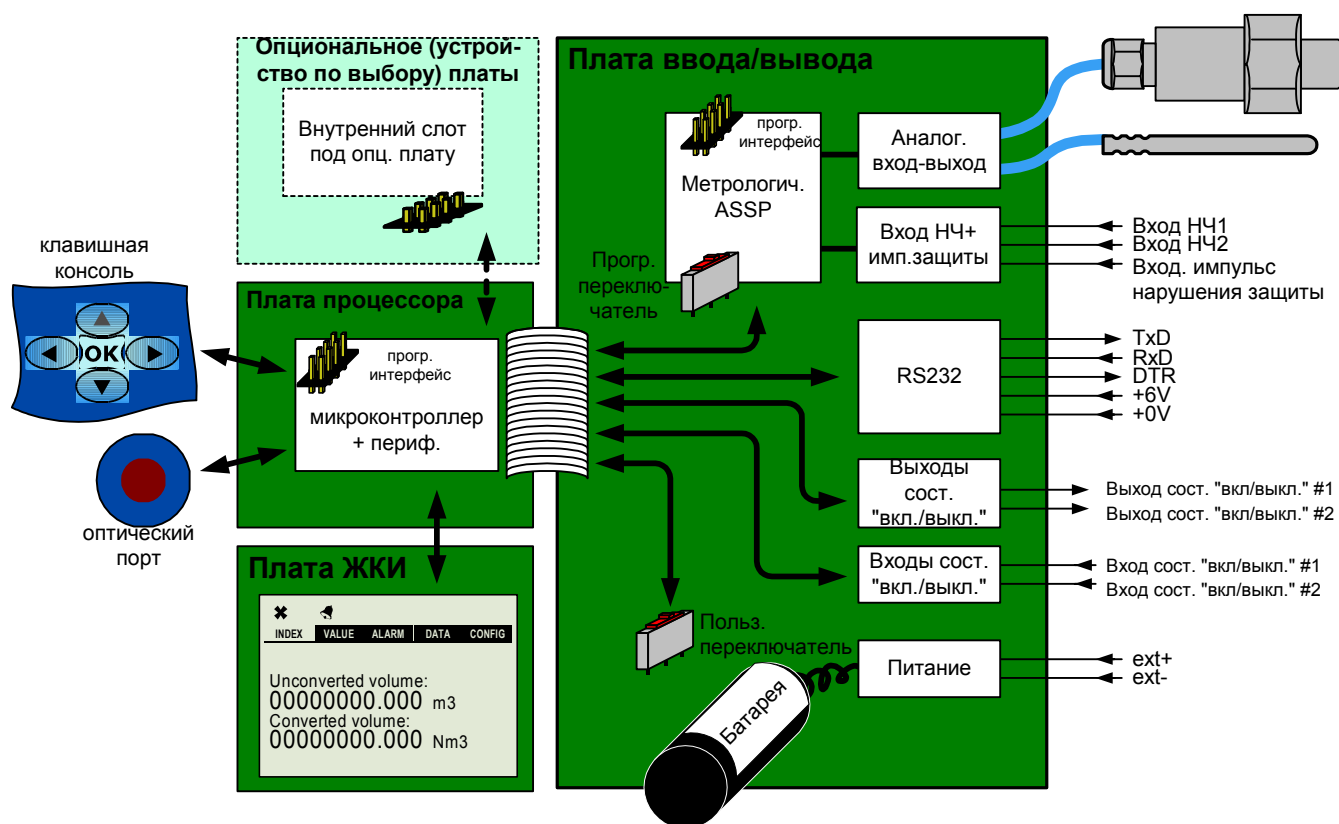 Опциональное (устрой-
ство по выбору) платы
Внутренний слот
под опц. плату
клавишная
консоль
OK
оптический
порт
Плата процессора
прогр.
интерфейс
микроконтроллер
+ периф.
Плата ЖКИ
INDEX VALUE ALARM DATA CONFIG
Unconverted volume:
00000000.000 m3
Converted volume:
00000000.000 Nm3
Плата ввода/вывода
прогр.
интерфейс
Метрологич.
ASSP
Прогр.
переклю-
чатель
Аналог.
вход-выход
Вход НЧ+
имп.защиты
Вход НЧ1
Вход НЧ2
Вход. импульс
нарушения защиты
RS232
TxD
RxD
DTR
+6V
+0V
Выходы
сост.
"вкл./выкл."
Выход сост. "вкл/выкл." #1
Выход сост. "вкл/выкл." #2
Входы сост.
"вкл./выкл."
Вход сост. "вкл/выкл." #1
Вход сост. "вкл/выкл." #2
Польз.
переключатель
Питание
ext+
ext-
Батарея